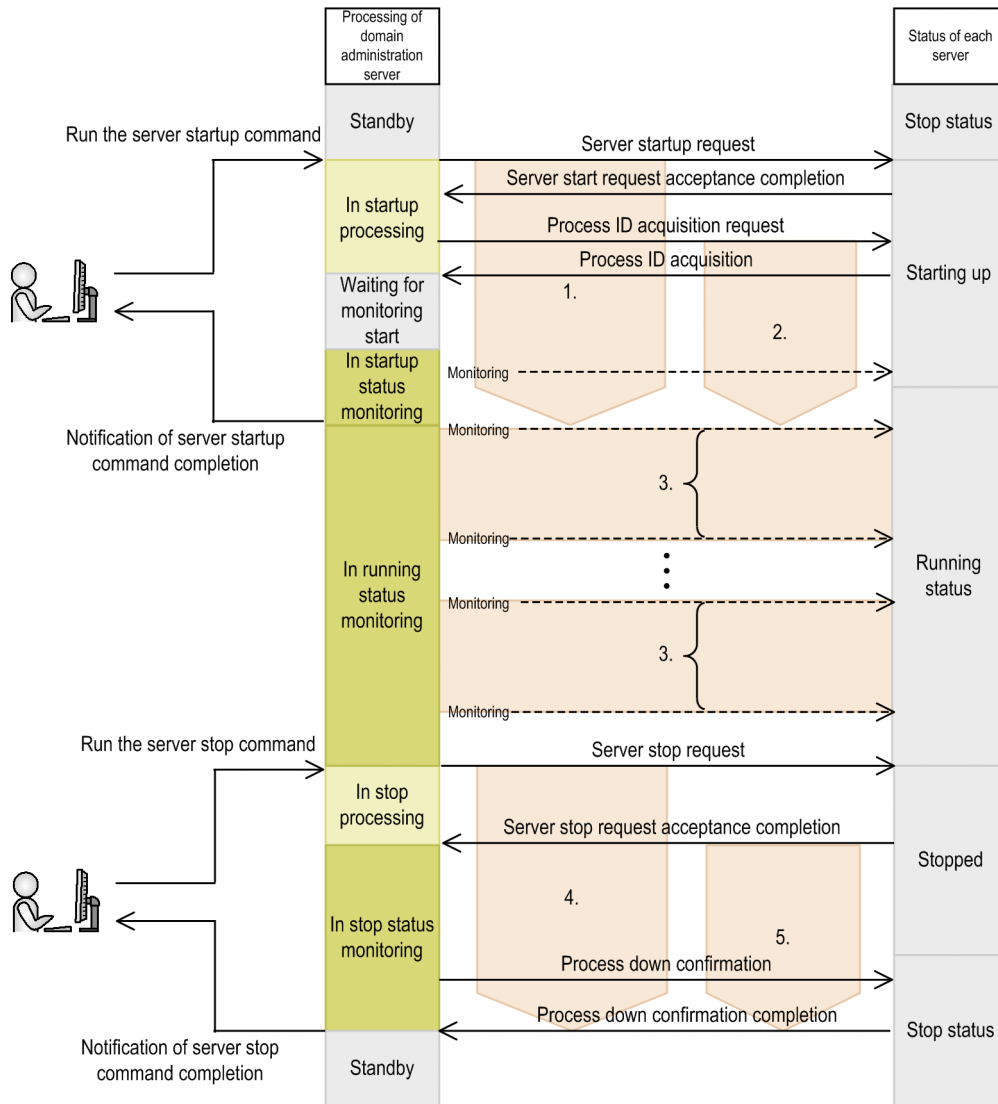 Processing of
domain
administration
server
Status of each
server
Standby
Stop status
Run the server startup command
Server startup request
Server start request acceptance completion
In startup
processing
Process ID acquisition request
Process ID acquisition
Starting up
Waiting for
monitoring
start
1.
2.
In startup
status
monitoring
Monitoring
Notification of server startup
command completion
Monitoring
3.
Monitoring
In running
status
monitoring
Running
status
Monitoring
3.
Monitoring
Run the server stop command
Server stop request
In stop
processing
Server stop request acceptance completion
Stopped
4.
In stop status
monitoring
5.
Process down confirmation
Process down confirmation completion
Stop status
Notification of server stop
command completion
Standby